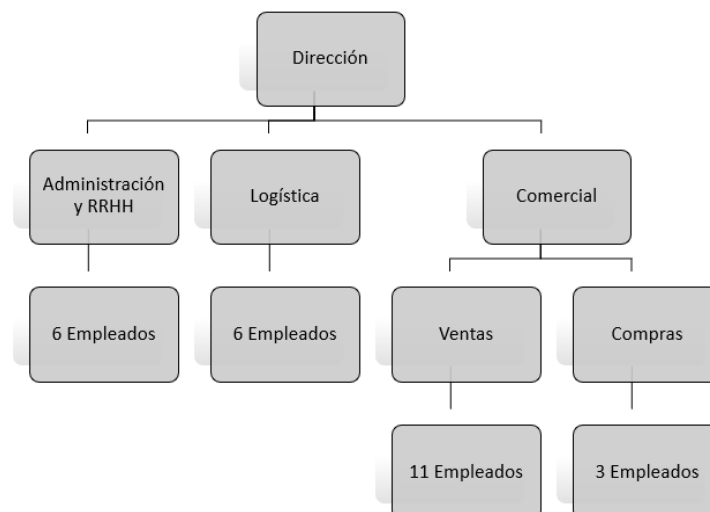 Dirección
Administración
y RRHH
Logística
Comercial
6 Empleados
6 Empleados
Ventas
Compras
11 Empleados
3 Empleados